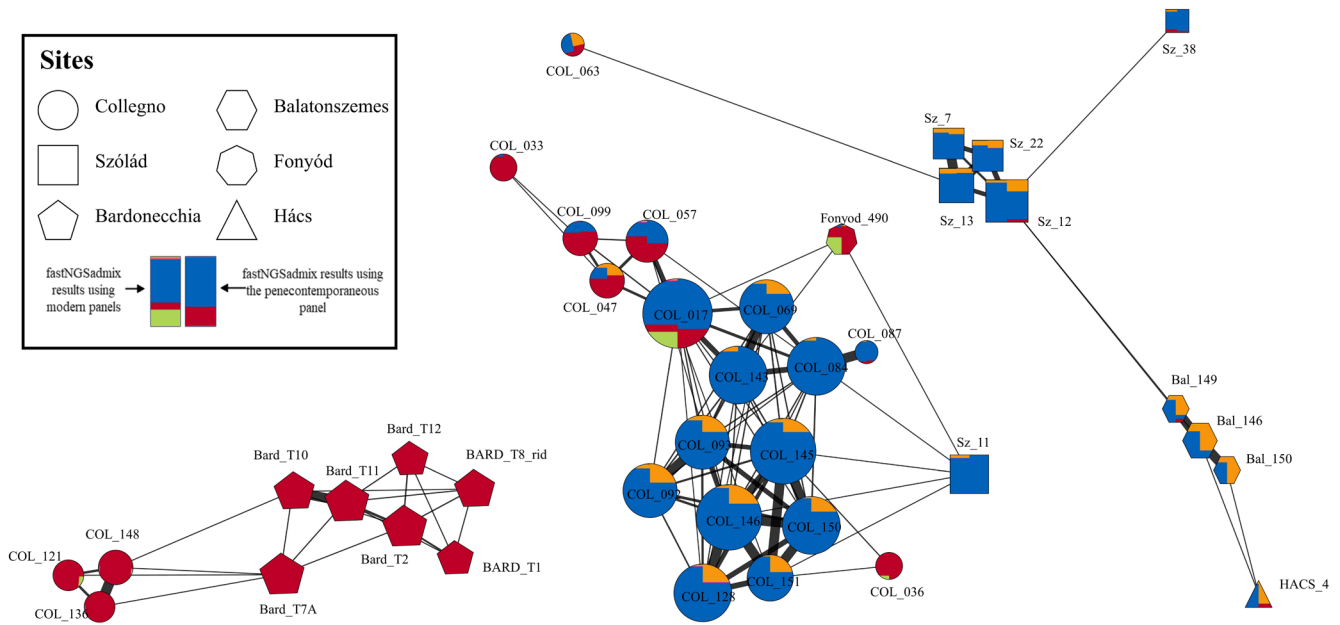 Sites
Collegno
Balatonszemes
Szólád
Fonyód
Bardonecchia
Hács
fastNGSadmix
results using
modern panels
fastNGSadmix results using
the penecontemporaneous
panel
COL_063
Sz_38
Sz_7
Sz_22
Sz_13
Sz_12
COL_033
COL_099
COL_057
Fonyod_490
COL_047
COL_017
COL_069
COL_087
COL_143
COL_084
Bal_149
Bal_146
Bal_150
COL_093
COL_145
Sz_11
COL_092
COL_146
COL_150
COL_128
COL_151
COL_036
HACS_4
Bard_T12
Bard_T10
Bard_T11
BARD_T8_rid
COL_148
COL_121
Bard_T2
BARD_T1
COL_136
Bard_T7A